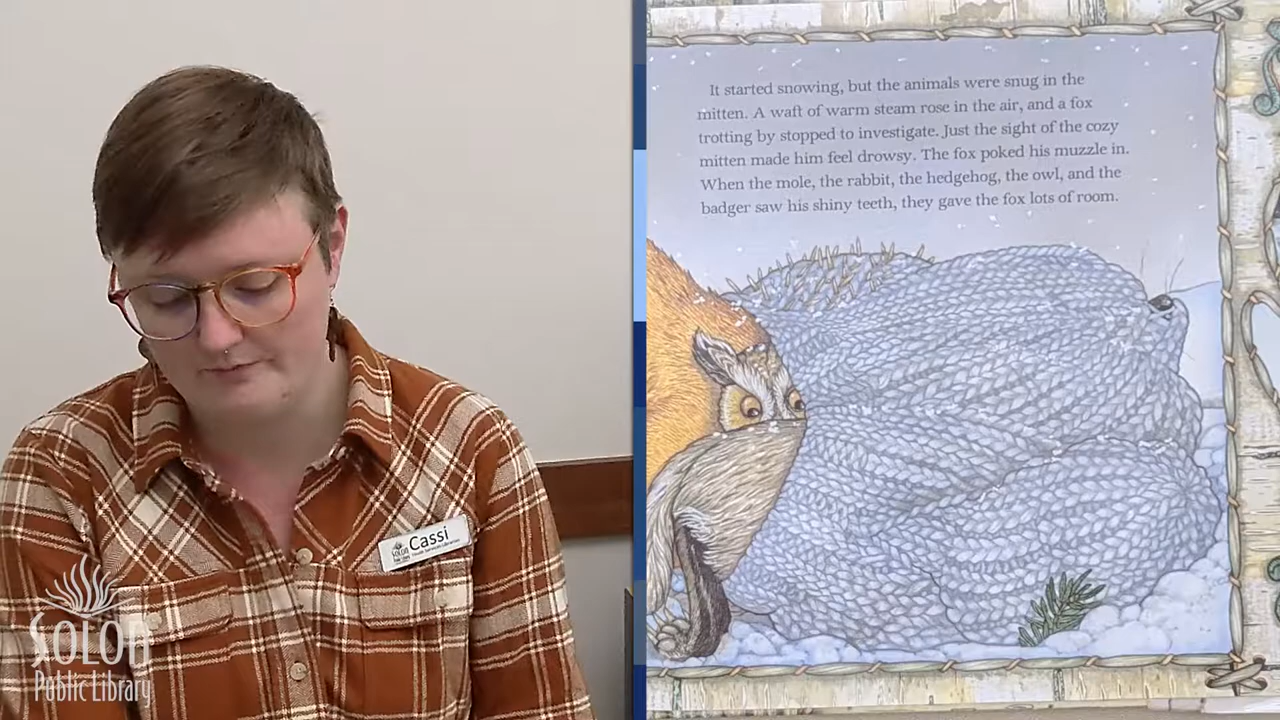 It started snowing, but the animals were snug in the
mitten. A waft of warm steam rose in the air, and a fox
trotting by stopped to investigate. Just the sight of the cozy
mitten made him feel drowsy. The fox poked his muzzle in.
When the mole, the rabbit, the hedgehog, the owl, and the
badger saw his shiny teeth, they gave the fox lots of room.
Cassi
SOLON
Public Library